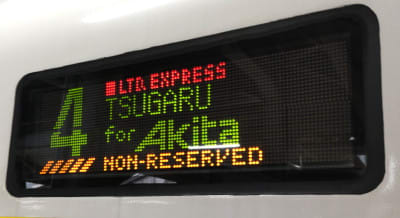 LTD. EXPRESS
4 TSUGARU
for Akita
NON-RESERVED